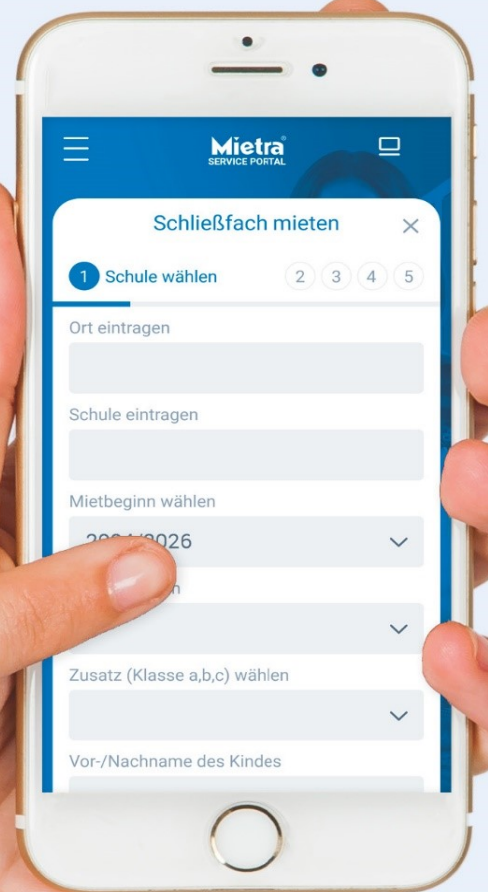 Mietra
SERVICE PORTAL
Schließfach mieten
1 Schule wählen 2 3 4 5
Ort eintragen
Schule eintragen
Mietbeginn wählen
Zusatz (Klasse a,b,c) wählen
Vor-/Nachname des Kindes